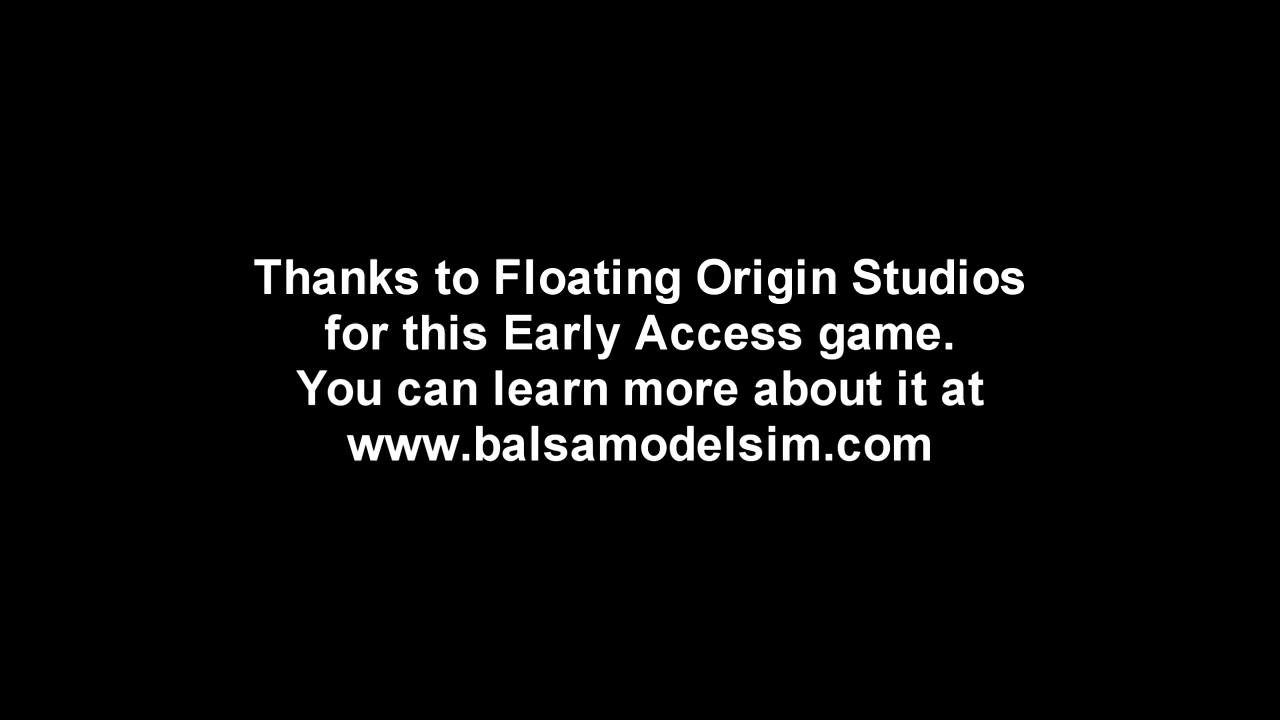 Thanks to Floating Origin Studios
for this Early Access game.
You can learn more about it at
www.balsamodelsim.com